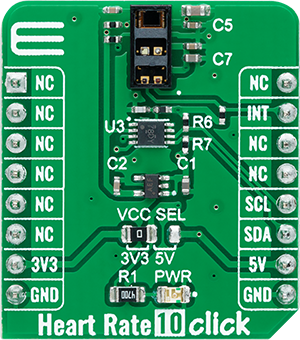 C5
C7
NC
NC
NC
INT
U3
R6
NC
NC
R7
NC
NC
C2
C1
NC
SCL
VCC SEL
NC
SDA
3V3
3V3
5V
5V
R1
PWR
GND
4700
GND
Heart Rate 10 click